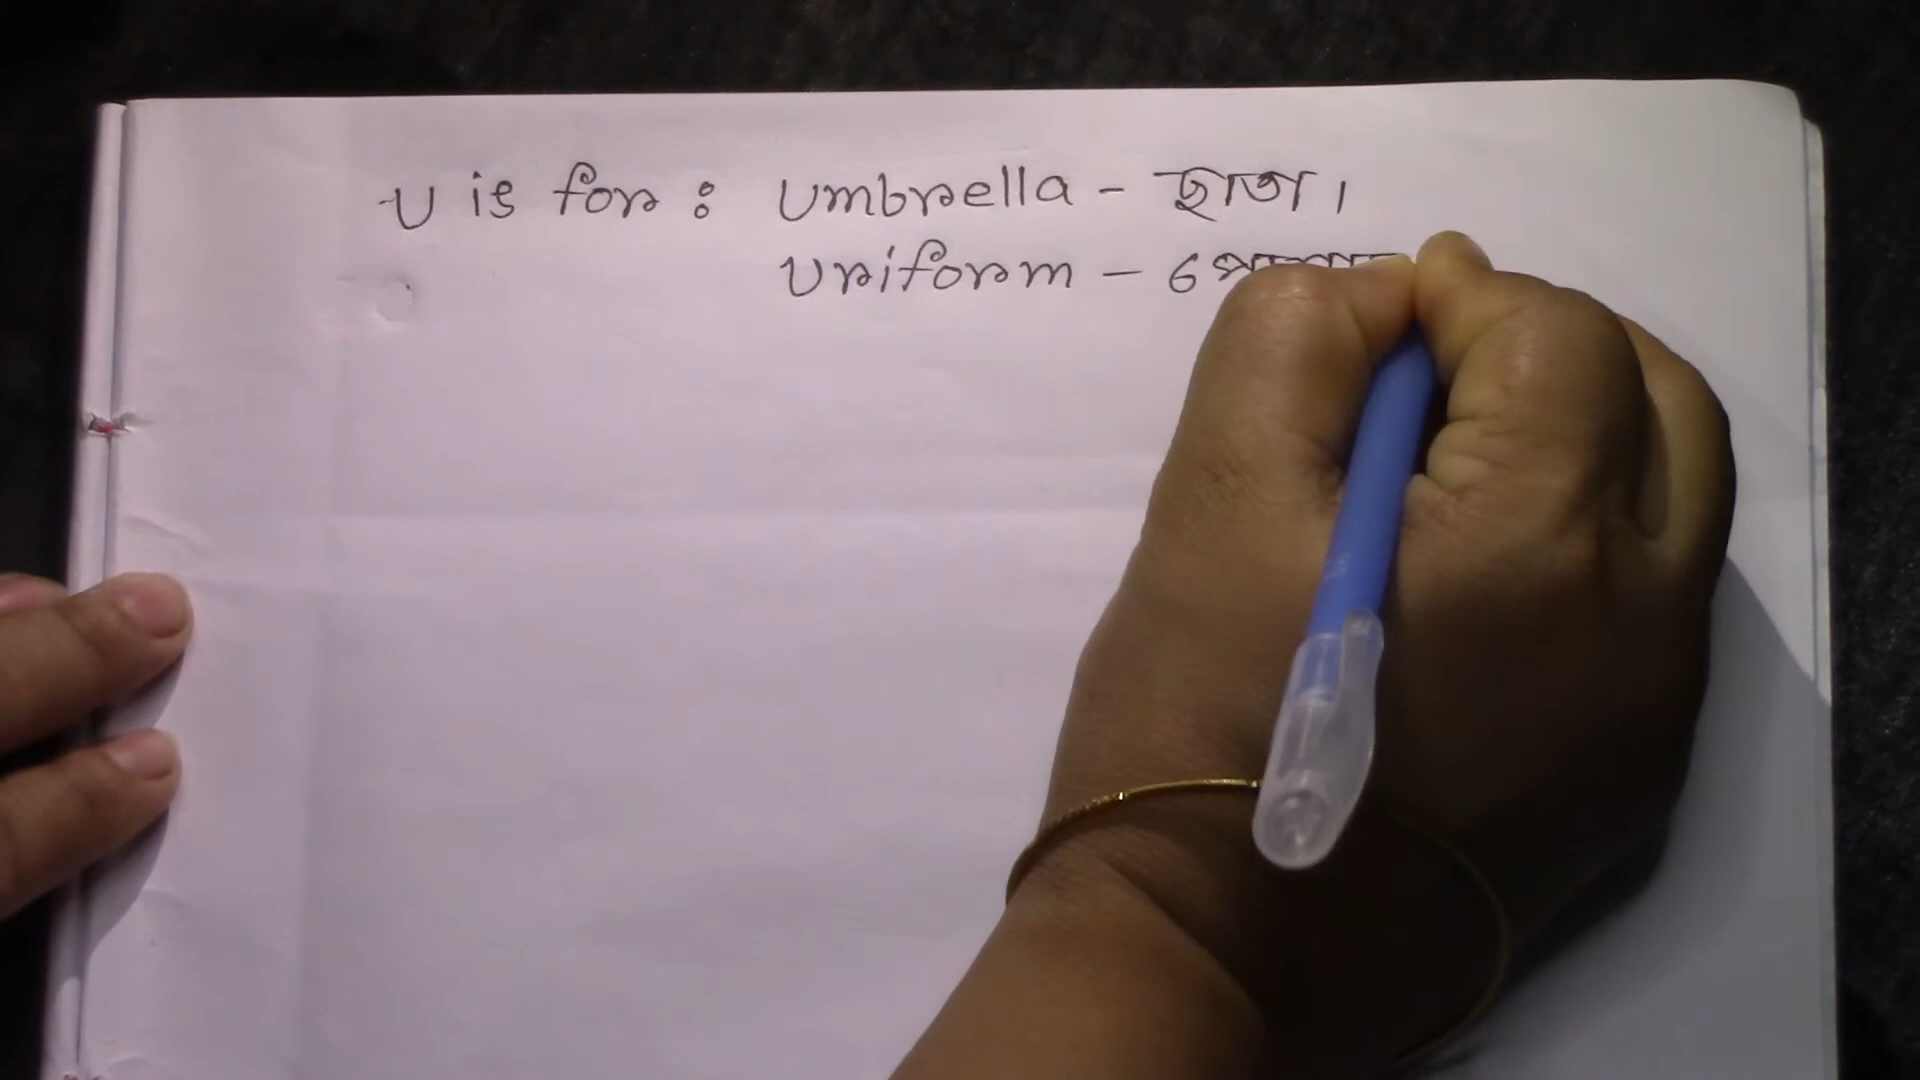 U is for : Umbrella - ছাতা।
Uniform -